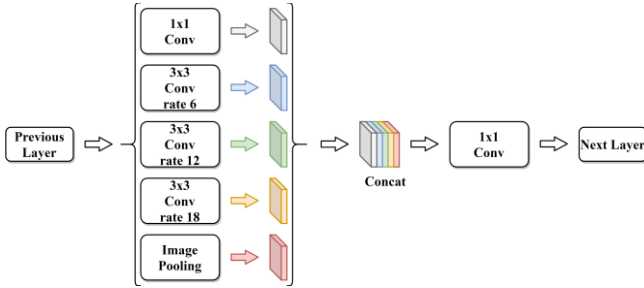 Previous
Layer
1x1
Conv
3x3
Conv
rate 6
3x3
Conv
rate 12
3x3
Conv
rate 18
Image
Pooling
Concat
1x1
Conv
Next Layer